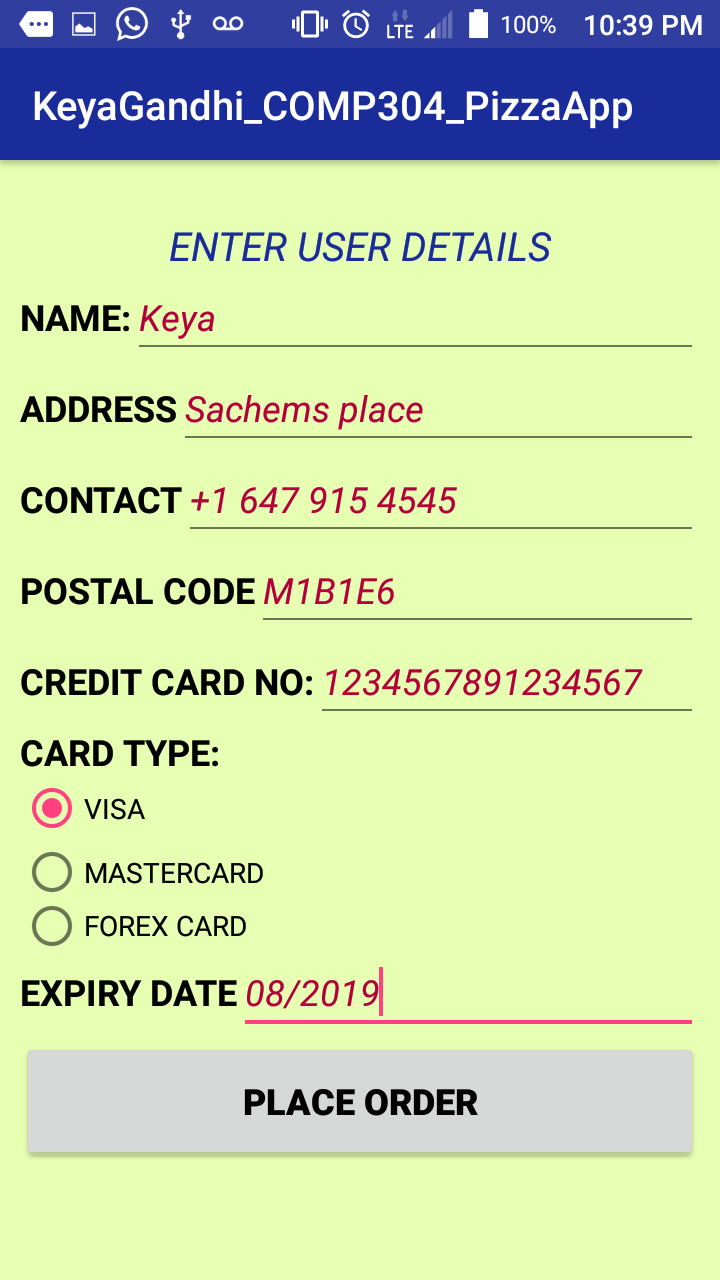 LTE 100% 10:39 PM
KeyaGandhi_COMP304_PizzaApp
ENTER USER DETAILS
NAME: Keya
ADDRESS Sachems place
CONTACT +1 647 915 4545
POSTAL CODE M1B1E6
CREDIT CARD NO: 1234567891234567
CARD TYPE:
VISA
MASTERCARD
FOREX CARD
EXPIRY DATE 08/2019
PLACE ORDER